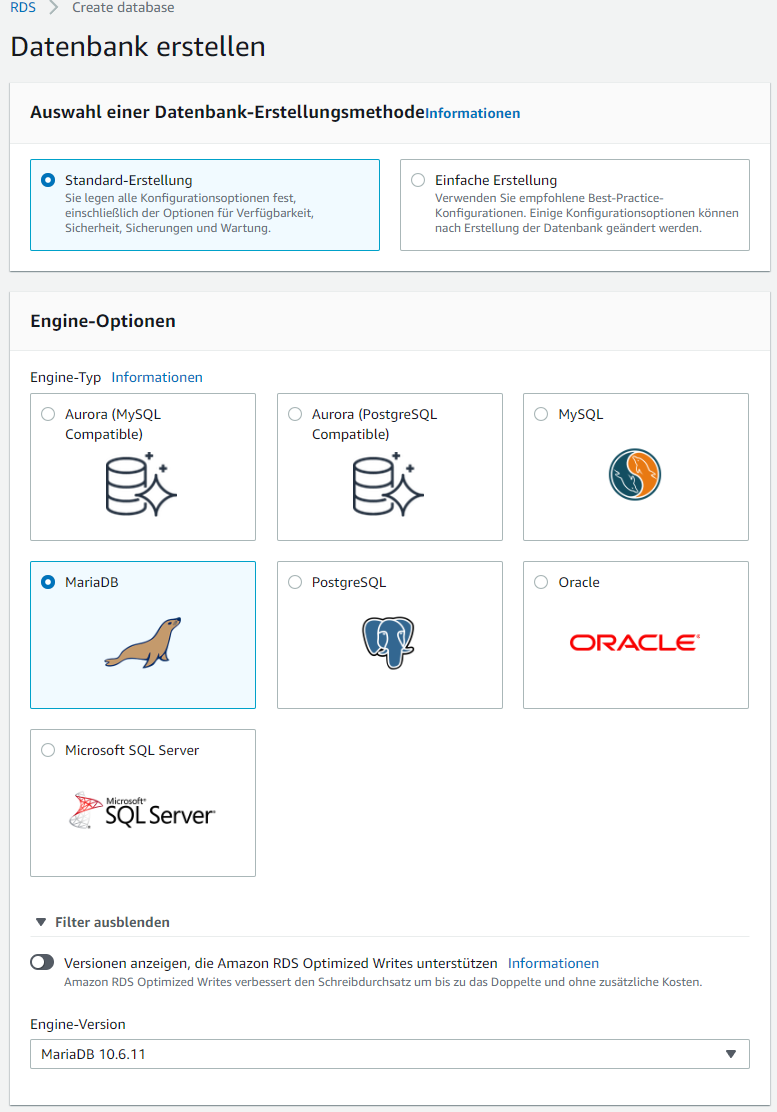 RDS > Create database
Datenbank erstellen
Auswahl einer Datenbank-Erstellungsmethode Informationen
Standard-Erstellung
Sie legen alle Konfigurationsoptionen fest,
einschließlich der Optionen für Verfügbarkeit,
Sicherheit, Sicherungen und Wartung.
Einfache Erstellung
Verwenden Sie empfohlene Best-Practice-
Konfigurationen. Einige Konfigurationsoptionen können
nach Erstellung der Datenbank geändert werden.
Engine-Optionen
Engine-Typ Informationen
Aurora (MySQL
Compatible)
Aurora (PostgreSQL
Compatible)
MySQL
MariaDB
PostgreSQL
Oracle
ORACLE
Microsoft SQL Server
Microsoft
SQL Server
Filter ausblenden
Versionen anzeigen, die Amazon RDS Optimized Writes unterstützen Informationen
Amazon RDS Optimized Writes verbessert den Schreibdurchsatz um bis zu das Doppelte und ohne zusätzliche Kosten.
Engine-Version
MariaDB 10.6.11